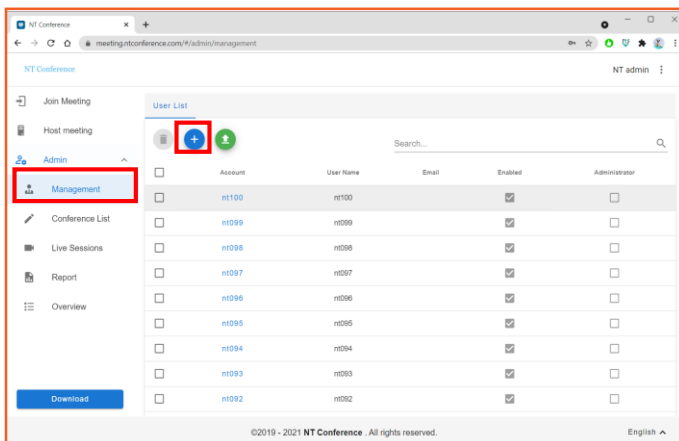 NT Conference
meeting.ntconference.com/#/admin/management
NT Conference
NT admin
Join Meeting
Host meeting
Admin
Management
Conference List
Live Sessions
Report
Overview
Download
User List
Search...
Account User Name Email Enabled Administrator
nt100 nt100
nt099 nt099
nt098 nt098
nt097 nt097
nt096 nt096
nt095 nt095
nt094 nt094
nt093 nt093
nt092 nt092
©2019 - 2021 NT Conference . All rights reserved.
English